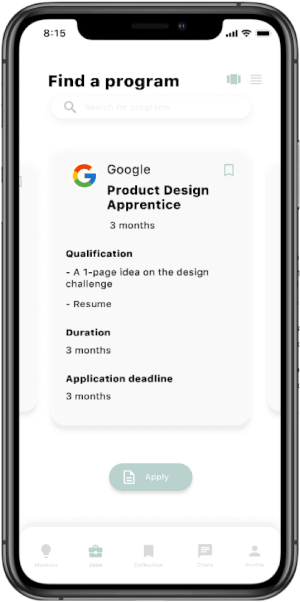 8:15
Find a program
Search for programs
Google
Product Design
Apprentice
3 months
Qualification
- A 1-page idea on the design
challenge
- Resume
Duration
3 months
Application deadline
3 months
Apply
Jobs
Collection
Chats
Profile